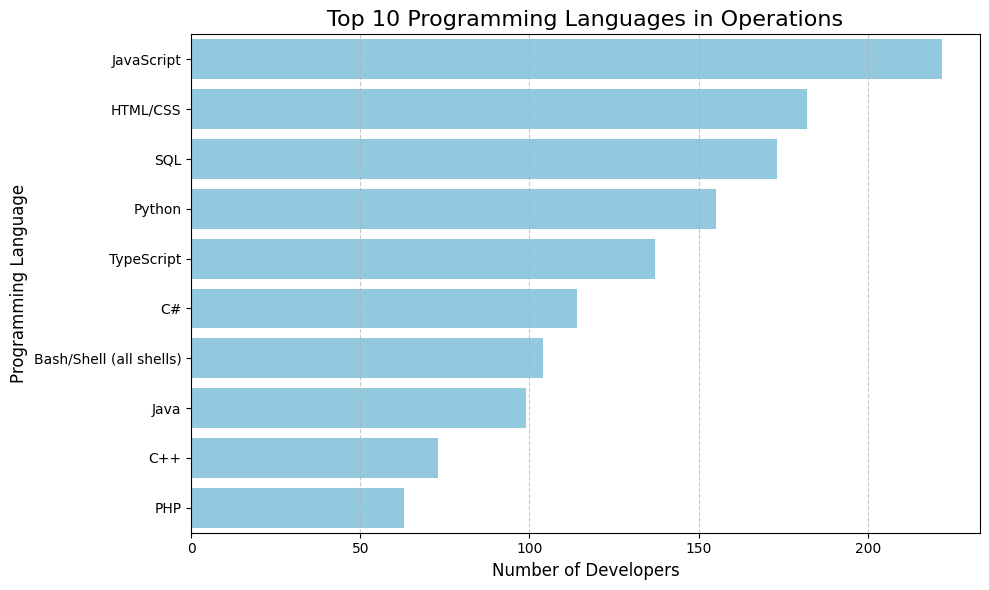 Top 10 Programming Languages in Operations
Programming Language
JavaScript
HTML/CSS
SQL
Python
TypeScript
C#
Bash/Shell (all shells)
Java
C++
PHP
0
50
100
150
200
Number of Developers